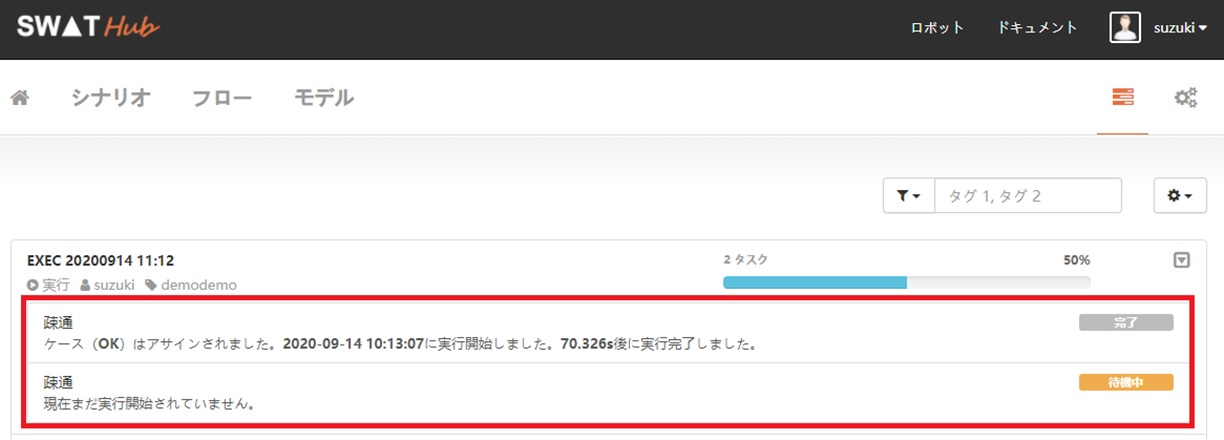 SWAT Hub
ロボット ドキュメント suzuki
シナリオ フロー モデル
タグ 1, タグ 2
EXEC 20200914 11:12 2 タスク 50%
実行 suzuki demodemo
疎通 完了
ケース（OK）はアサインされました。2020-09-14 10:13:07に実行開始しました。70.326s後に実行完了しました。
疎通 待機中
現在まだ実行開始されていません。